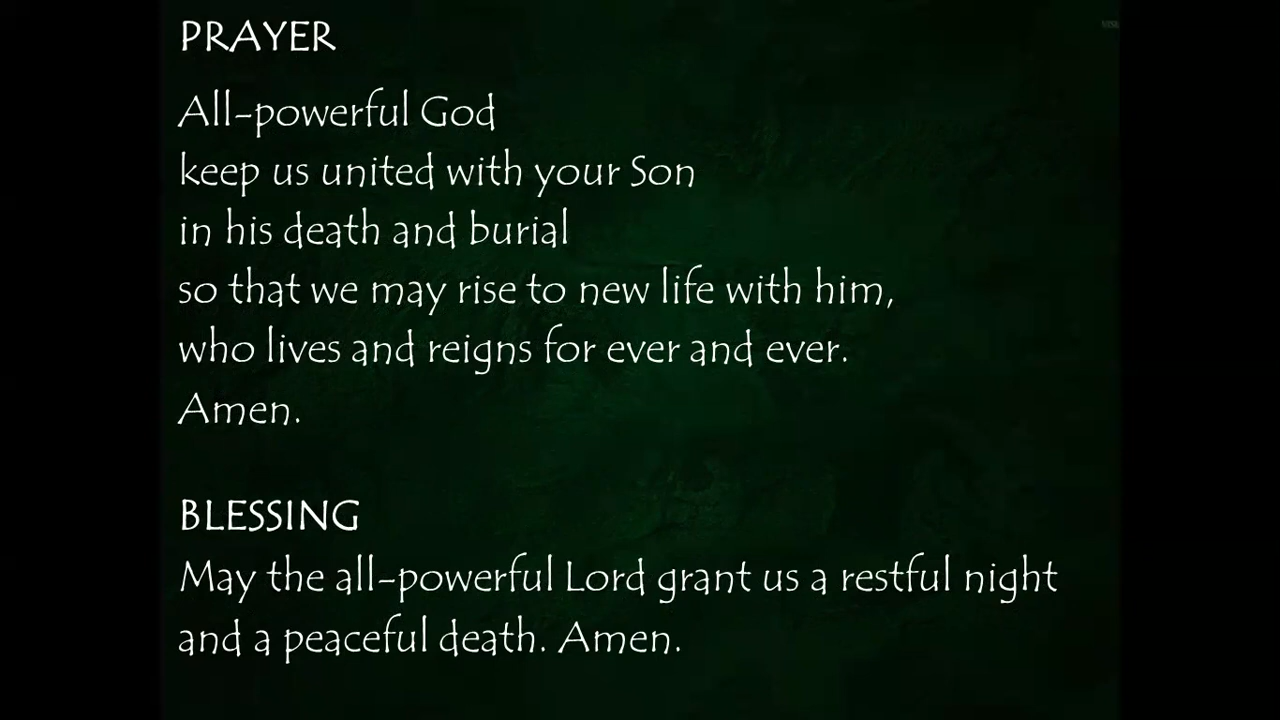 PRAYER
All-powerful God
keep us united with your Son
in his death and burial
so that we may rise to new life with him,
who lives and reigns for ever and ever.
Amen.
BLESSING
May the all-powerful Lord grant us a restful night
and a peaceful death. Amen.